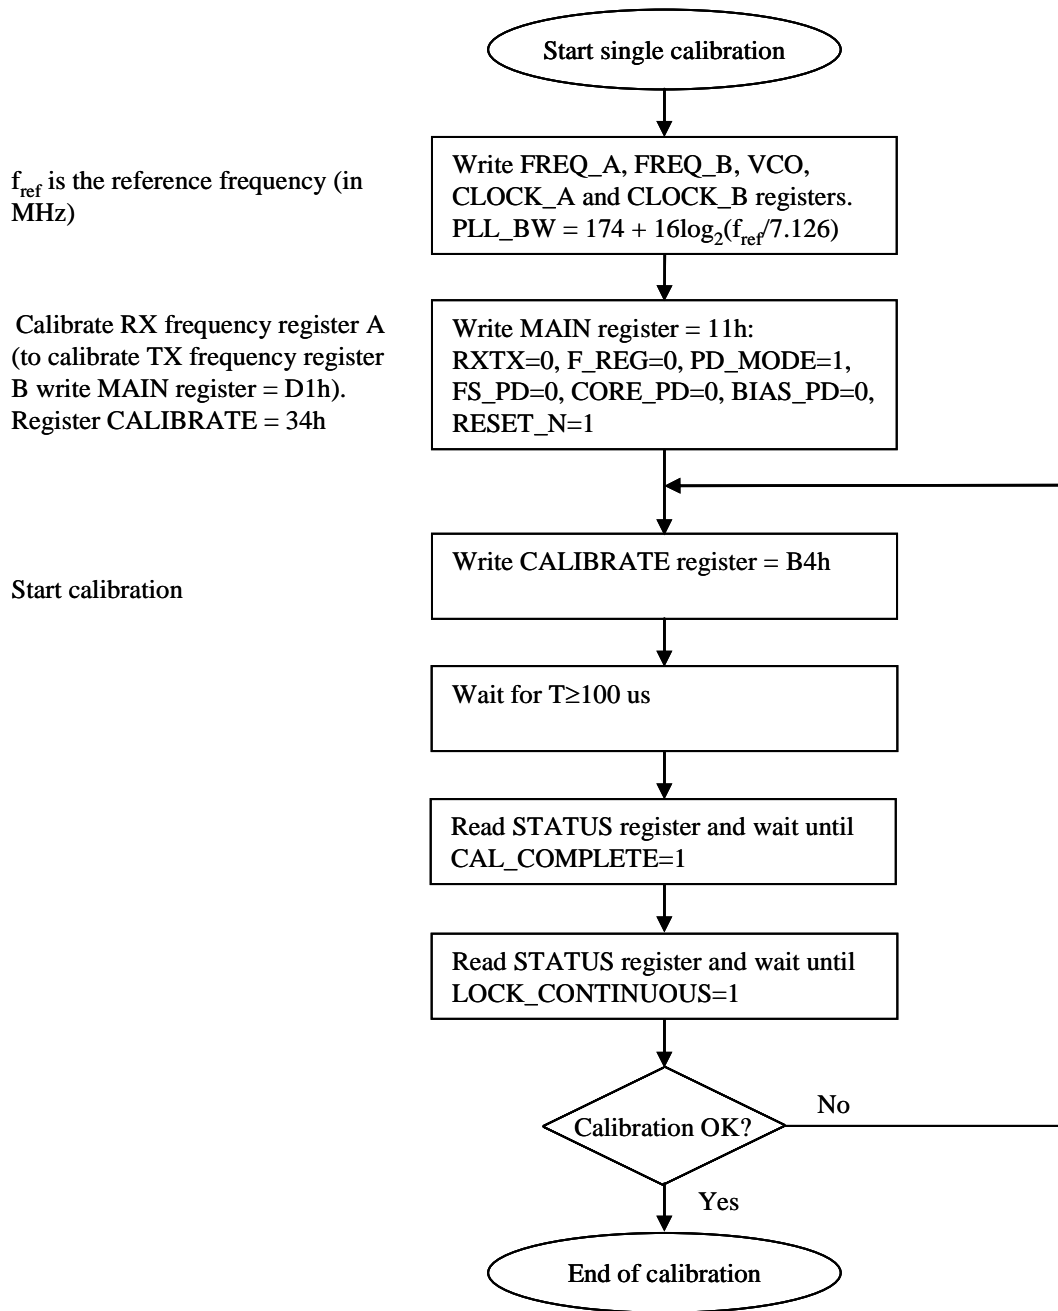 Start single calibration
f_ref is the reference frequency (in
MHz)
Write FREQ_A, FREQ_B, VCO,
CLOCK_A and CLOCK_B registers.
PLL_BW = 174 + 16log₂(f_ref/7.126)
Calibrate RX frequency register A
(to calibrate TX frequency register
B write MAIN register = D1h).
Register CALIBRATE = 34h
Write MAIN register = 11h:
RXTX=0, F_REG=0, PD_MODE=1,
FS_PD=0, CORE_PD=0, BIAS_PD=0,
RESET_N=1
Start calibration
Write CALIBRATE register = B4h
Wait for T≥100 us
Read STATUS register and wait until
CAL_COMPLETE=1
Read STATUS register and wait until
LOCK_CONTINUOUS=1
Calibration OK?
No
Yes
End of calibration